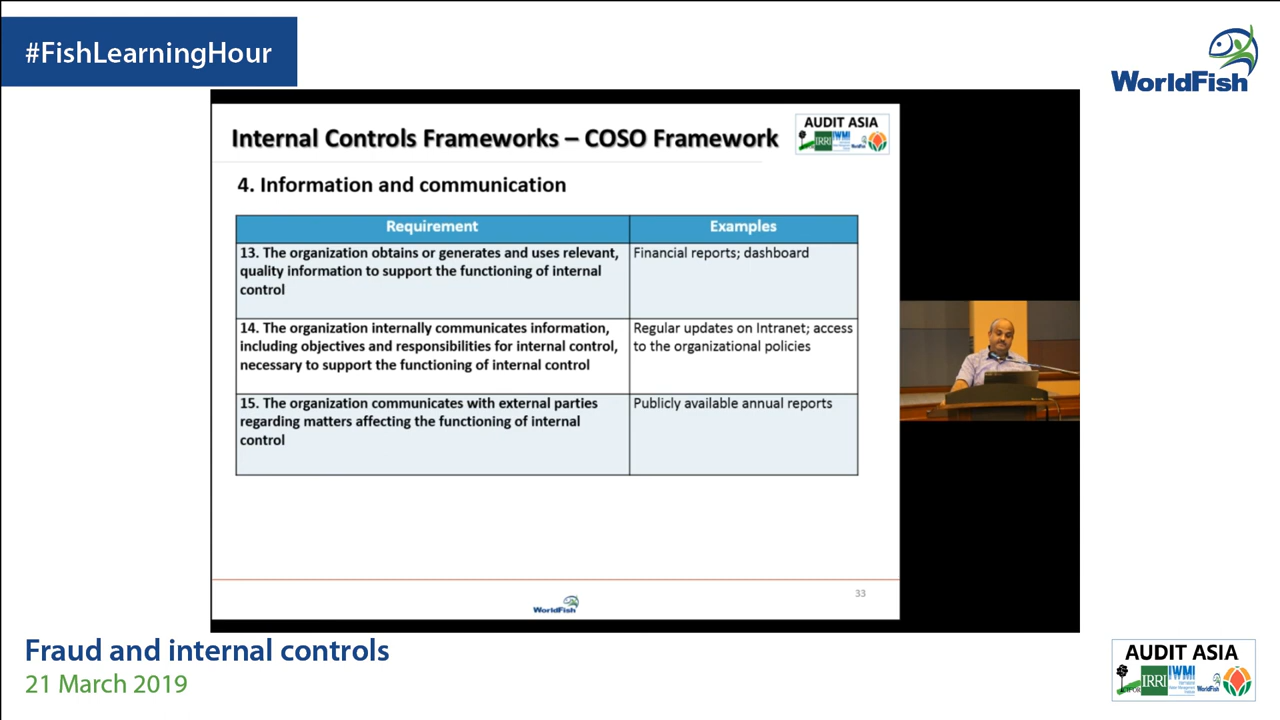 #FishLearningHour
WorldFish
Internal Controls Frameworks – COSO Framework
AUDIT ASIA
IRRI
IWMI
WorldFish
4. Information and communication
Requirement
Examples
13. The organization obtains or generates and uses relevant,
quality information to support the functioning of internal
control
Financial reports; dashboard
14. The organization internally communicates information,
including objectives and responsibilities for internal control,
necessary to support the functioning of internal control
Regular updates on Intranet; access
to the organizational policies
15. The organization communicates with external parties
regarding matters affecting the functioning of internal
control
Publicly available annual reports
33
WorldFish
Fraud and internal controls
21 March 2019
AUDIT ASIA
IRRI
IWMI
WorldFish